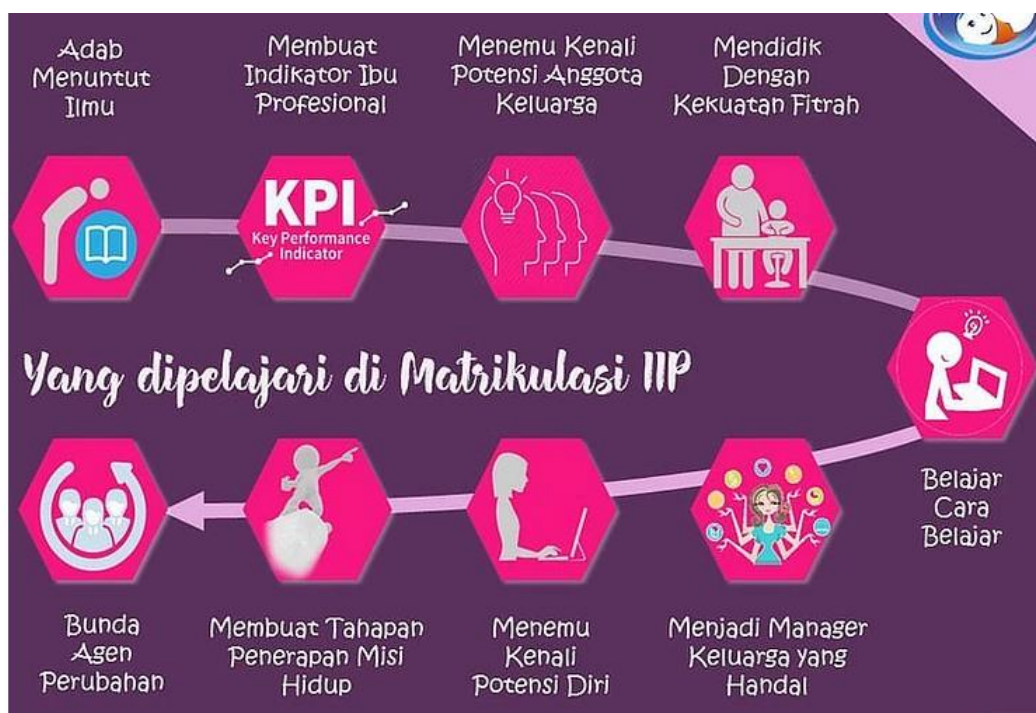 Adab
Menuntut
Ilmu
Membuat
Indikator Ibu
Profesional
Menemu Kenali
Potensi Anggota
Keluarga
Mendidik
Dengan
Kekuatan Fitrah
KPI
Key Performance
Indicator
Yang dipelajari di Matrikulasi IIP
Belajar
Cara
Belajar
Menjadi Manager
Keluarga yang
Handal
Menemu
Kenali
Potensi Diri
Membuat Tahapan
Penerapan Misi
Hidup
Bunda
Agen
Perubahan